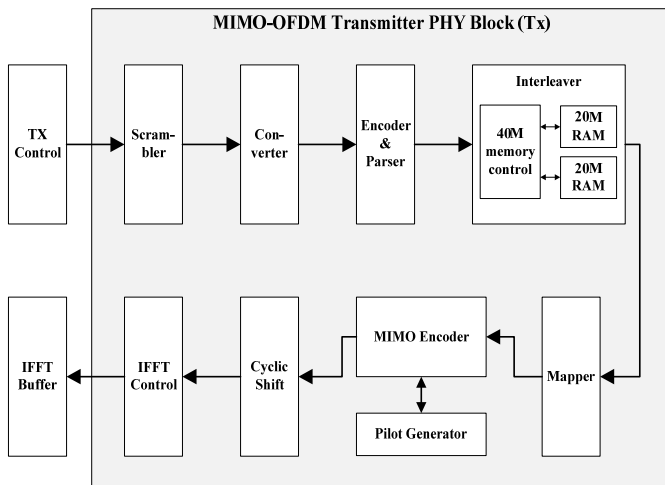 MIMO-OFDM Transmitter PHY Block (Tx)
TX
Control
Scram-
bler
Con-
verter
Encoder
&
Parser
Interleaver
40M
memory
control
20M
RAM
20M
RAM
IFFT
Buffer
IFFT
Control
Cyclic
Shift
MIMO Encoder
Pilot Generator
Mapper